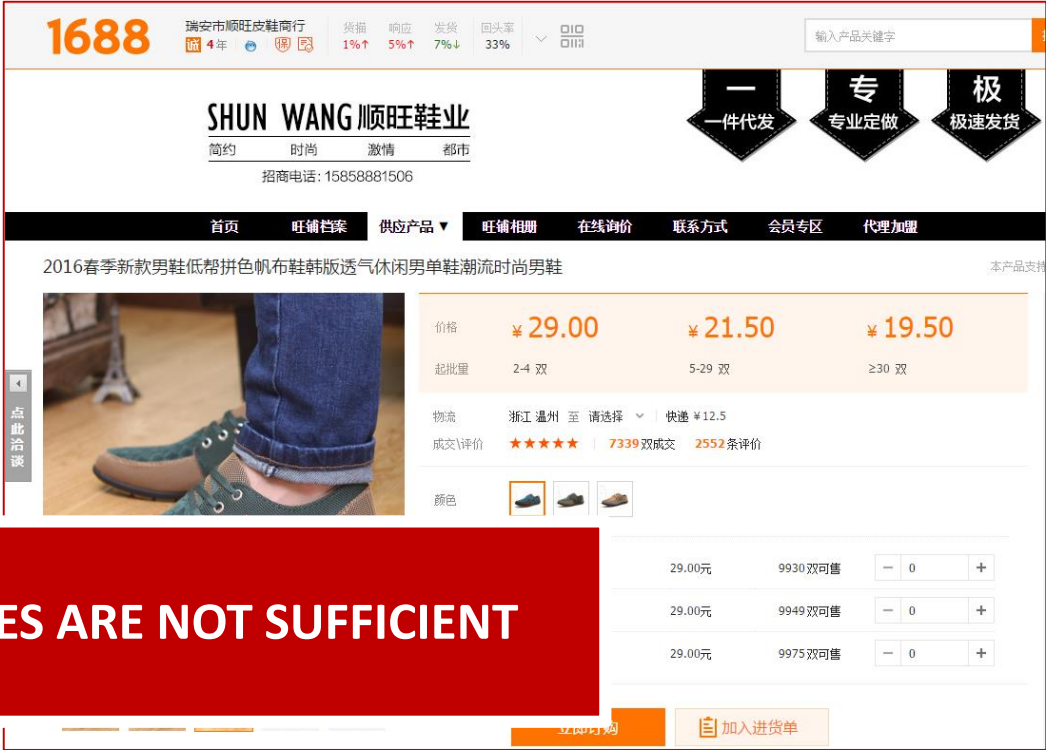 1688
瑞安市顺旺皮鞋商行 货描 响应 发货 回头率
诚 4年 保 1%↑ 5%↑ 7%↓ 33%
输入产品关键字
SHUN WANG 顺旺鞋业
简约 时尚 激情 都市
招商电话: 15858881506
一 专 极
一件代发 专业定做 极速发货
首页 旺铺档案 供应产品 ▼ 旺铺相册 在线询价 联系方式 会员专区 代理加盟
2016春季新款男鞋低帮拼色帆布鞋韩版透气休闲男单鞋潮流时尚男鞋
本产品支持
点此洽谈
价格 ¥ 29.00 ¥ 21.50 ¥ 19.50
起批量 2-4 双 5-29 双 ≥30 双
物流 浙江 温州 至 请选择 快递 ¥12.5
成交\评价 ★★★★★ 7339双成交 2552条评价
颜色
29.00元 9930双可售 − 0 +
29.00元 9949双可售 − 0 +
29.00元 9975双可售 − 0 +
ES ARE NOT SUFFICIENT
立即订购 加入进货单